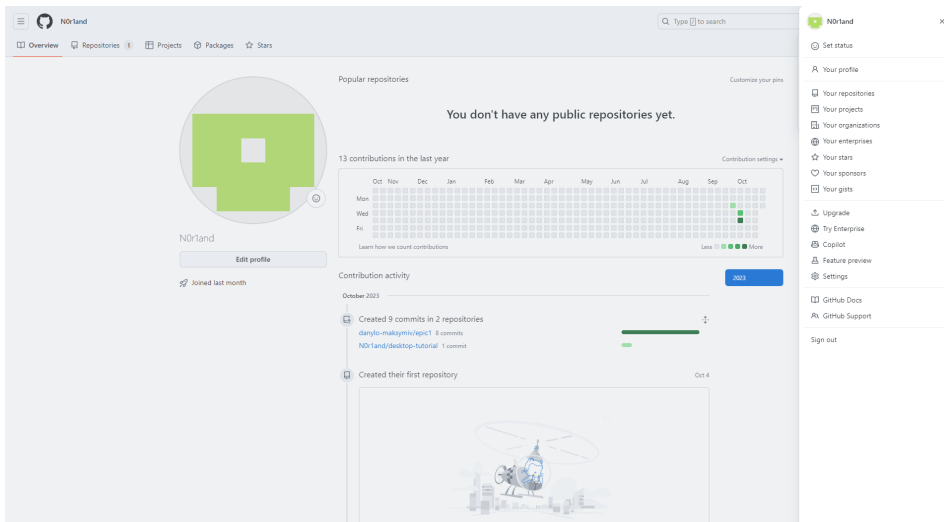 N0r1and
Type / to search
Overview
Repositories 1
Projects
Packages
Stars
Popular repositories
Customize your pins
You don't have any public repositories yet.
13 contributions in the last year
Contribution settings
Oct Nov Dec Jan Feb Mar Apr May Jun Jul Aug Sep Oct
Mon
Wed
Fri
Learn how we count contributions
Less More
N0r1and
Edit profile
Joined last month
Contribution activity
2023
October 2023
Created 9 commits in 2 repositories
danylo-maksymiv/epic1 8 commits
N0r1and/desktop-tutorial 1 commit
Created their first repository
Oct 4
N0r1and
Set status
Your profile
Your repositories
Your projects
Your organizations
Your enterprises
Your stars
Your sponsors
Your gists
Upgrade
Try Enterprise
Copilot
Feature preview
Settings
GitHub Docs
GitHub Support
Sign out